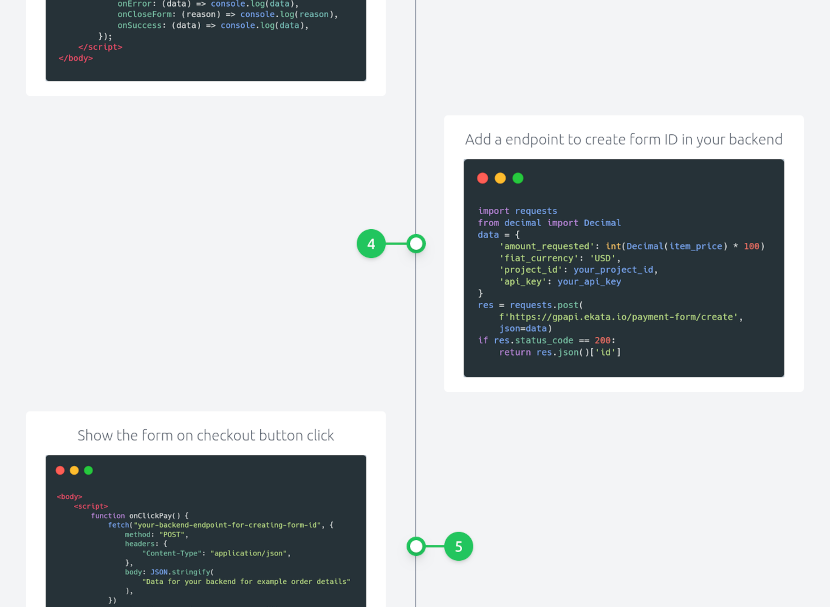 onError: (data) => console.log(data),
onCloseForm: (reason) => console.log(reason),
onSuccess: (data) => console.log(data),
});
</script>
</body>
Add a endpoint to create form ID in your backend
import requests
from decimal import Decimal
data = {
'amount_requested': int(Decimal(item_price) * 100)
'fiat_currency': 'USD',
'project_id': your_project_id,
'api_key': your_api_key
}
res = requests.post(
f'https://gpapi.ekata.io/payment-form/create',
json=data)
if res.status_code == 200:
return res.json()['id']
4
Show the form on checkout button click
<body>
<script>
function onClickPay() {
fetch("your-backend-endpoint-for-creating-form-id", {
method: "POST",
headers: {
"Content-Type": "application/json",
},
body: JSON.stringify(
"Data for your backend for example order details"
),
})
5